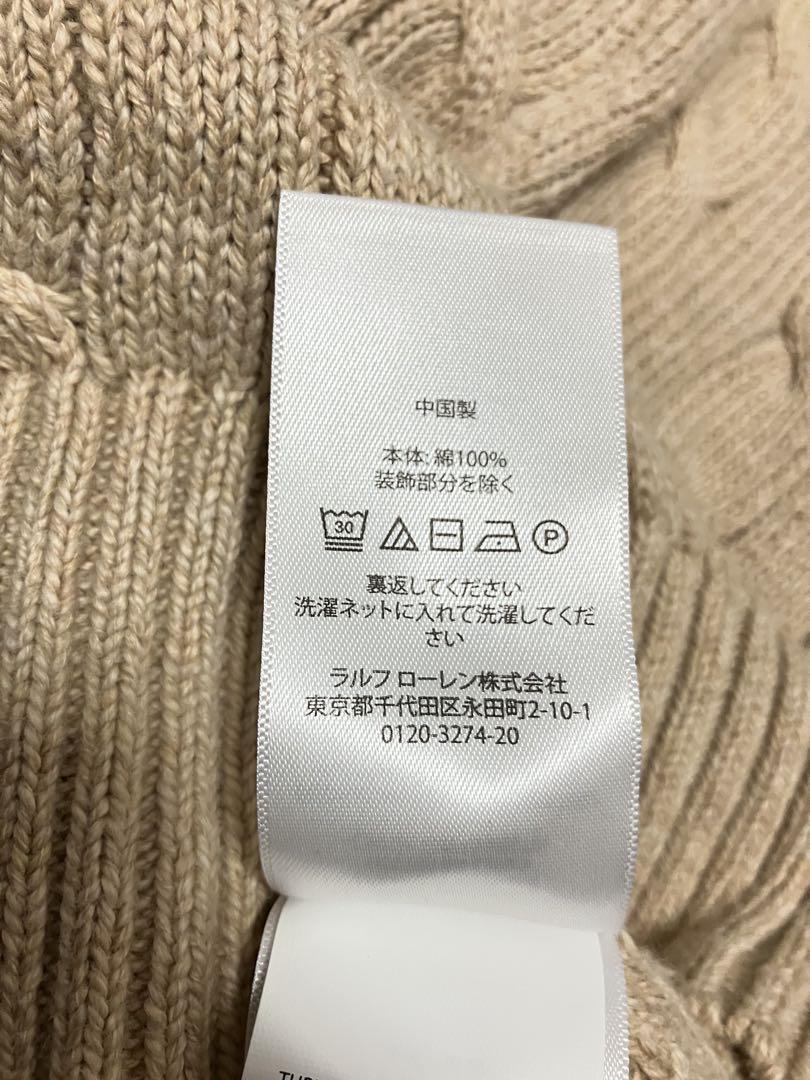 中国製
本体: 綿100%
装飾部分を除く
30 P
裏返してください
洗濯ネットに入れて洗濯してくだ
さい
ラルフ ローレン株式会社
東京都千代田区永田町2-10-1
0120-3274-20